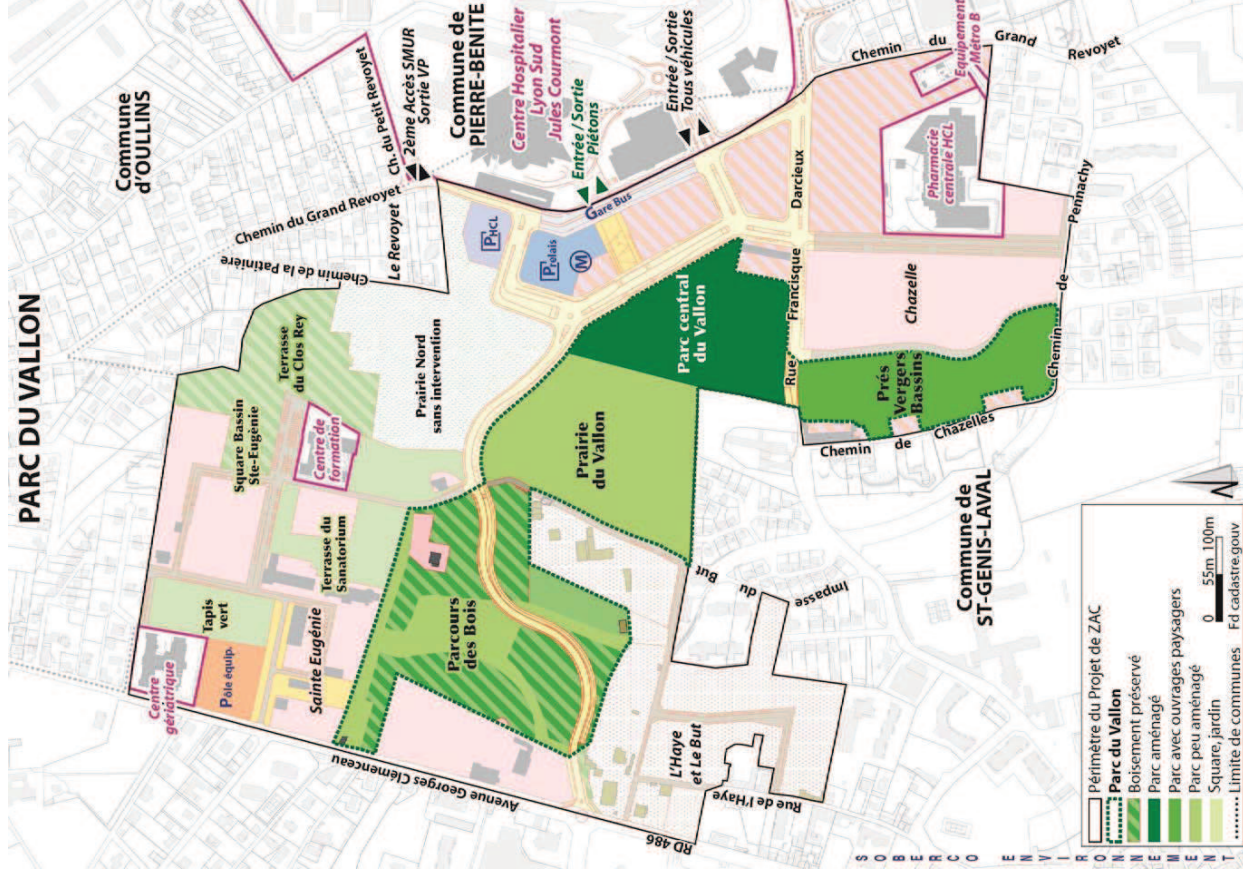 PARC DU VALLON
Commune
d'OULLINS
Chemin du Grand Revoyet
Ch. du Petit Revoyet
2ème Accès SMUR
Sortie VP
Commune de
PIERRE-BENITE
Centre Hospitalier
Lyon Sud
Jules Courmont
Entrée / Sortie
Piétons
Entrée / Sortie
Tous véhicules
Chemin du Grand Revoyet
Equipement
Métro B
Pharmacie
centrale HCL
Chemin de la Patinière
Le Revoyet
PHCL
Prelais
M
Gare Bus
Darcieux
Rue Francisque
Chazelle
Chemin de Pennachy
Terrasse
du Clos Rey
Square Bassin
Ste-Eugénie
Centre de
formation
Prairie Nord
sans intervention
Parc central
du Vallon
Prés
Vergers
Bassins
Chemin de Chazelles
Terrasse du
Sanatorium
Tapis
vert
Centre
gériatrique
Pôle équip.
Sainte Eugénie
Parcours
des Bois
Prairie
du Vallon
Avenue Georges Clémenceau
Impasse du But
L'Haye
et Le But
Rue de l'Haye
RD 486
Commune de
ST-GENIS-LAVAL
Périmètre du Projet de ZAC
Parc du Vallon
Boisement préservé
Parc aménagé
Parc avec ouvrages paysagers
Parc peu aménagé
Square, jardin
Limite de communes
N
0 55m 100m
Fd cadastre.gouv
SOBERCO ENVIRONNEMENT